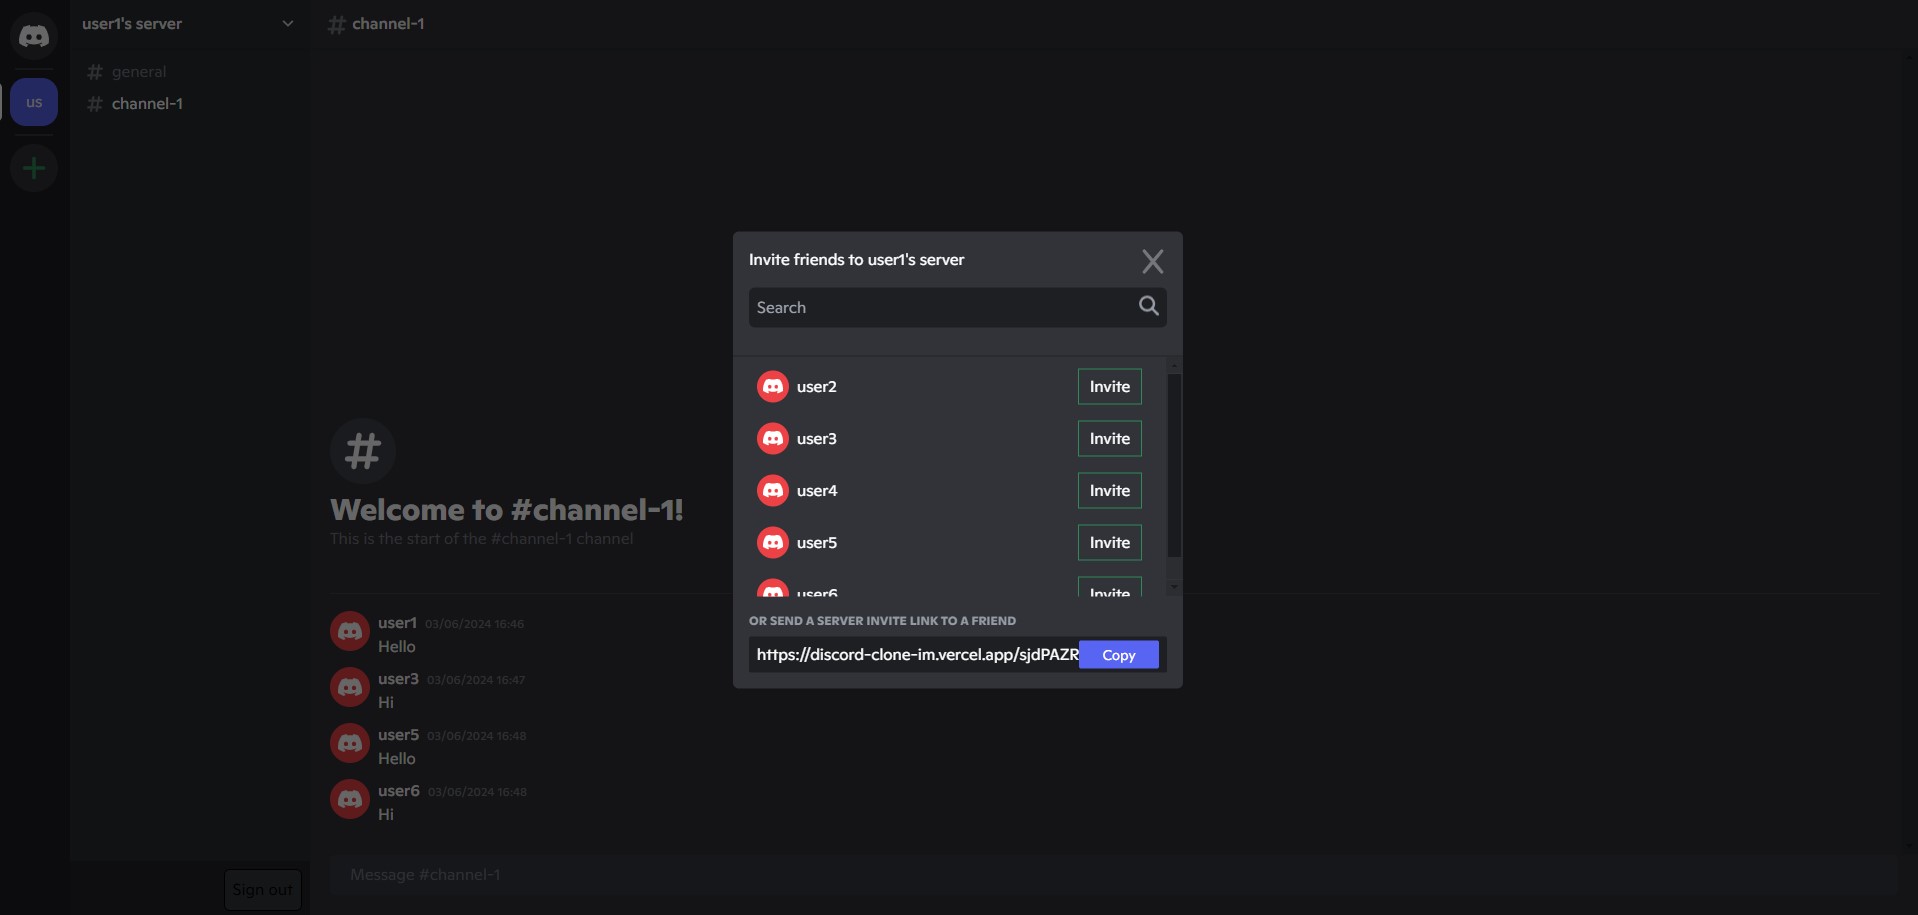 user1's server
general
channel-1
us
Sign out
channel-1
Welcome to #channel-1!
This is the start of the #channel-1 channel
user1 03/06/2024 16:46
Hello
user3 03/06/2024 16:47
Hi
user5 03/06/2024 16:48
Hello
user6 03/06/2024 16:48
Hi
Message #channel-1
Invite friends to user1's server
Search
user2 Invite
user3 Invite
user4 Invite
user5 Invite
user6 Invite
OR SEND A SERVER INVITE LINK TO A FRIEND
https://discord-clone-im.vercel.app/sjdPAZR Copy